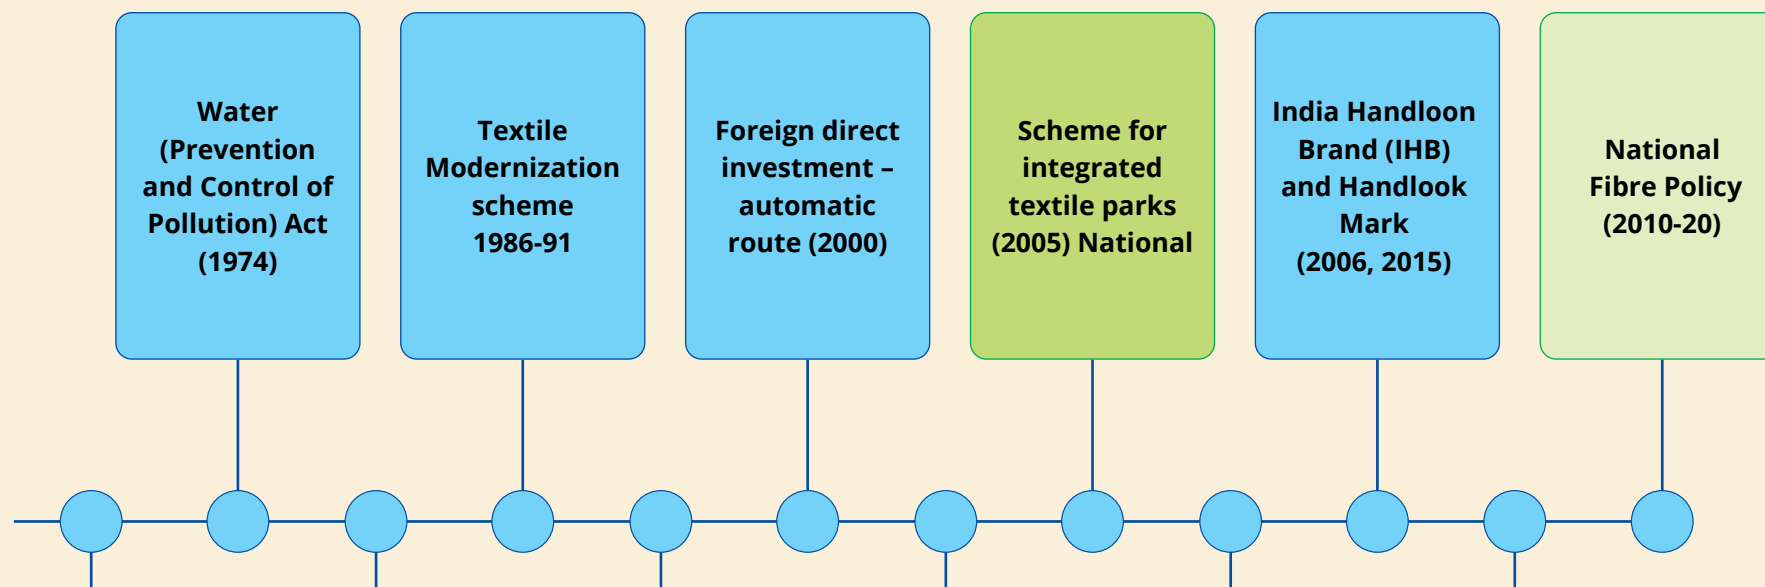 Water
(Prevention
and Control of
Pollution) Act
(1974)
Textile
Modernization
scheme
1986-91
Foreign direct
investment –
automatic
route (2000)
Scheme for
integrated
textile parks
(2005) National
India Handloon
Brand (IHB)
and Handlook
Mark
(2006, 2015)
National
Fibre Policy
(2010-20)